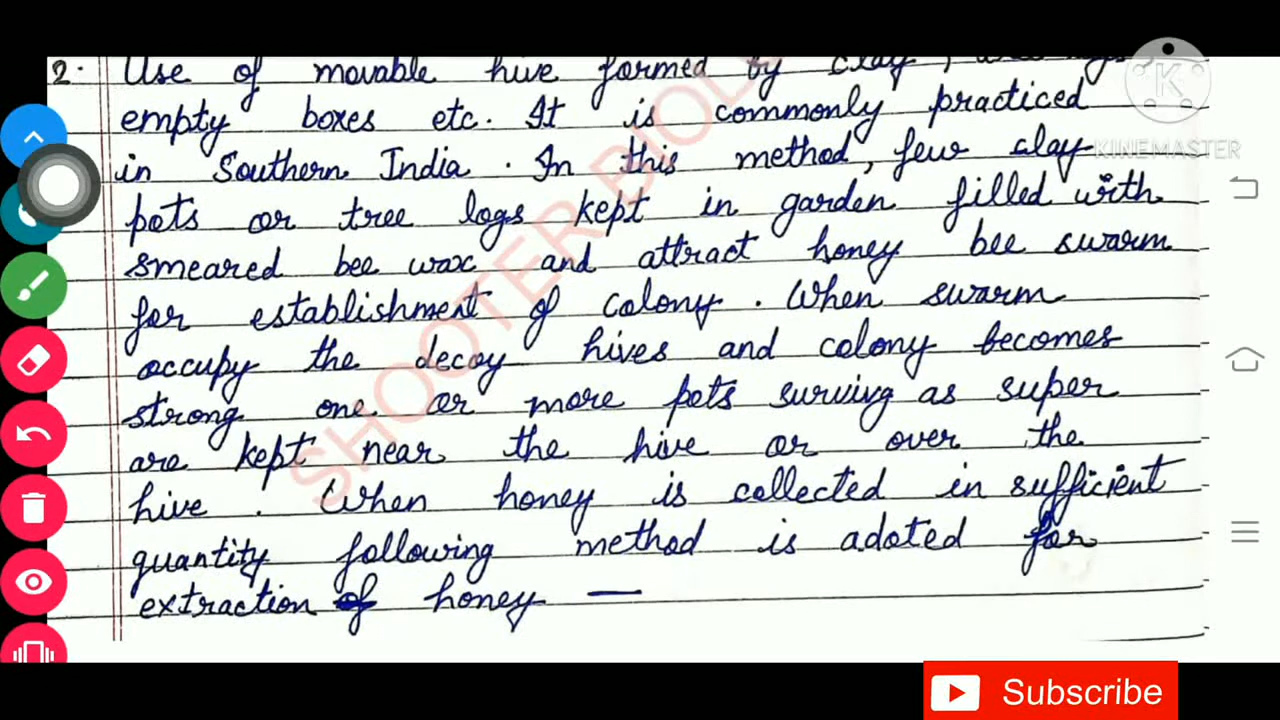 2. Use of movable hive formed by clay,
empty boxes etc. It is commonly practiced
in Southern India. In this method, few clay
pots or tree logs kept in garden filled with
smeared bee wax and attract honey bee swarm
for establishment of colony. When swarm
occupy the decoy hives and colony becomes
strong one or more pots surving as super
are kept near the hive or over the
hive. When honey is collected in sufficient
quantity following method is adoted for
extraction of honey —
SHOOTER BIOL
K
KINEMASTER
Subscribe